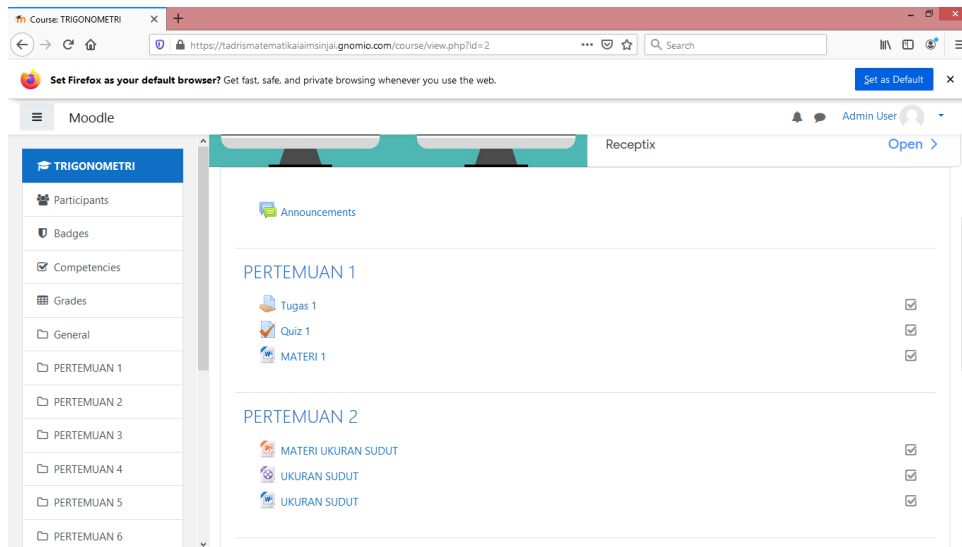 Course: TRIGONOMETRI
https://tadrismatematikaiaimsinjai.gnomio.com/course/view.php?id=2
Search
Set Firefox as your default browser? Get fast, safe, and private browsing whenever you use the web.
Set as Default
Moodle
Admin User
TRIGONOMETRI
Participants
Badges
Competencies
Grades
General
PERTEMUAN 1
PERTEMUAN 2
PERTEMUAN 3
PERTEMUAN 4
PERTEMUAN 5
PERTEMUAN 6
Receptix
Open
Announcements
PERTEMUAN 1
Tugas 1
Quiz 1
MATERI 1
PERTEMUAN 2
MATERI UKURAN SUDUT
UKURAN SUDUT
UKURAN SUDUT